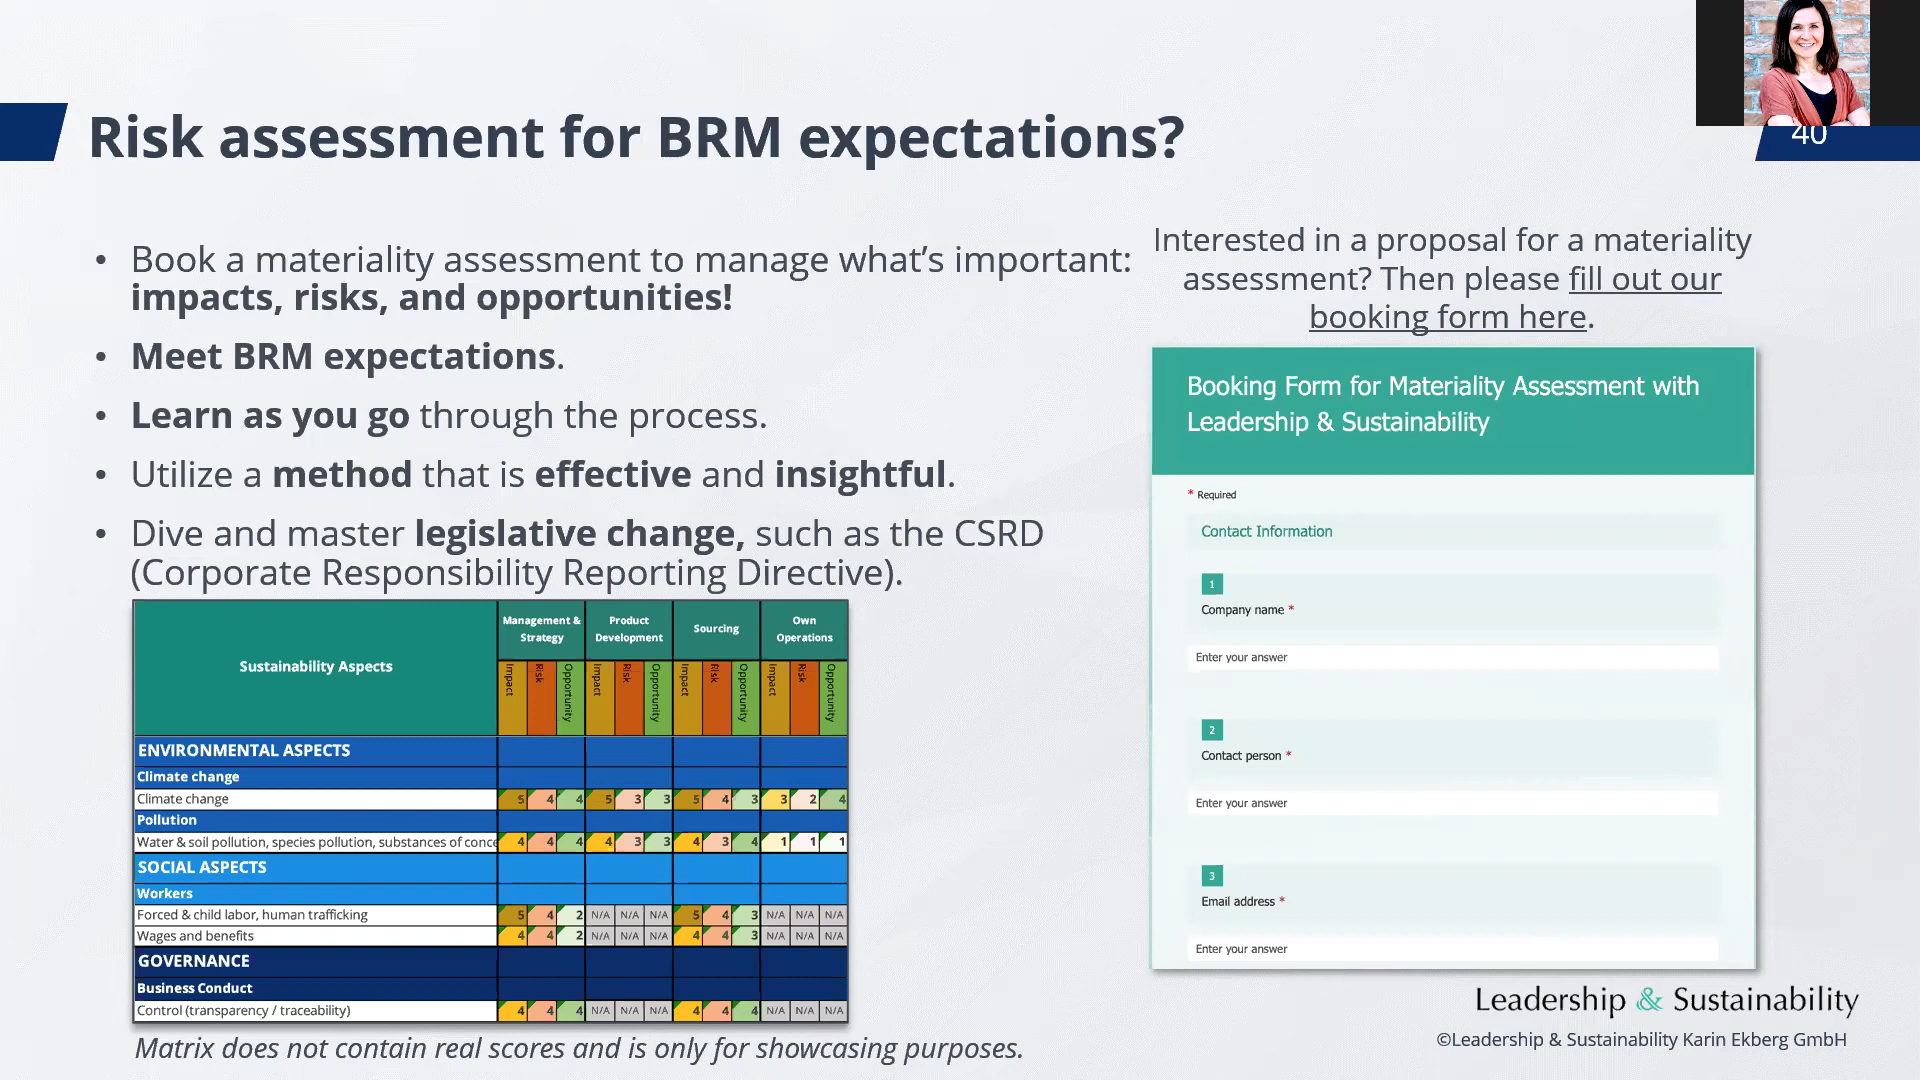 40
Risk assessment for BRM expectations?
• Book a materiality assessment to manage what’s important:
impacts, risks, and opportunities!
• Meet BRM expectations.
• Learn as you go through the process.
• Utilize a method that is effective and insightful.
• Dive and master legislative change, such as the CSRD
(Corporate Responsibility Reporting Directive).
Sustainability Aspects
Management & Strategy Product Development Sourcing Own Operations
Impact Risk Opportunity Impact Risk Opportunity Impact Risk Opportunity Impact Risk Opportunity
ENVIRONMENTAL ASPECTS
Climate change
Climate change 5 4 4 5 3 3 5 4 3 3 2 4
Pollution
Water & soil pollution, species pollution, substances of conce 4 4 4 4 3 3 4 3 4 1 1 1
SOCIAL ASPECTS
Workers
Forced & child labor, human trafficking 5 4 2 N/A N/A N/A 5 4 3 N/A N/A N/A
Wages and benefits 4 4 2 N/A N/A N/A 4 4 3 N/A N/A N/A
GOVERNANCE
Business Conduct
Control (transparency / traceability) 4 4 4 N/A N/A N/A 4 4 4 N/A N/A N/A
Matrix does not contain real scores and is only for showcasing purposes.
Interested in a proposal for a materiality
assessment? Then please fill out our
booking form here.
Booking Form for Materiality Assessment with
Leadership & Sustainability
* Required
Contact Information
1
Company name *
Enter your answer
2
Contact person *
Enter your answer
3
Email address *
Enter your answer
Leadership & Sustainability
©Leadership & Sustainability Karin Ekberg GmbH